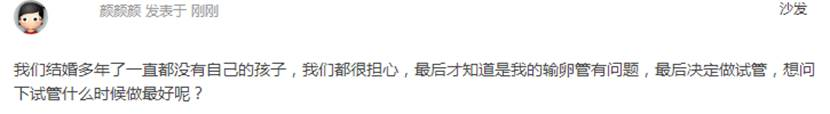 颜颜颜 发表于 刚刚 沙发
我们结婚多年了一直都没有自己的孩子，我们都很担心，最后才知道是我的输卵管有问题，最后决定做试管，想问
下试管什么时候做最好呢？